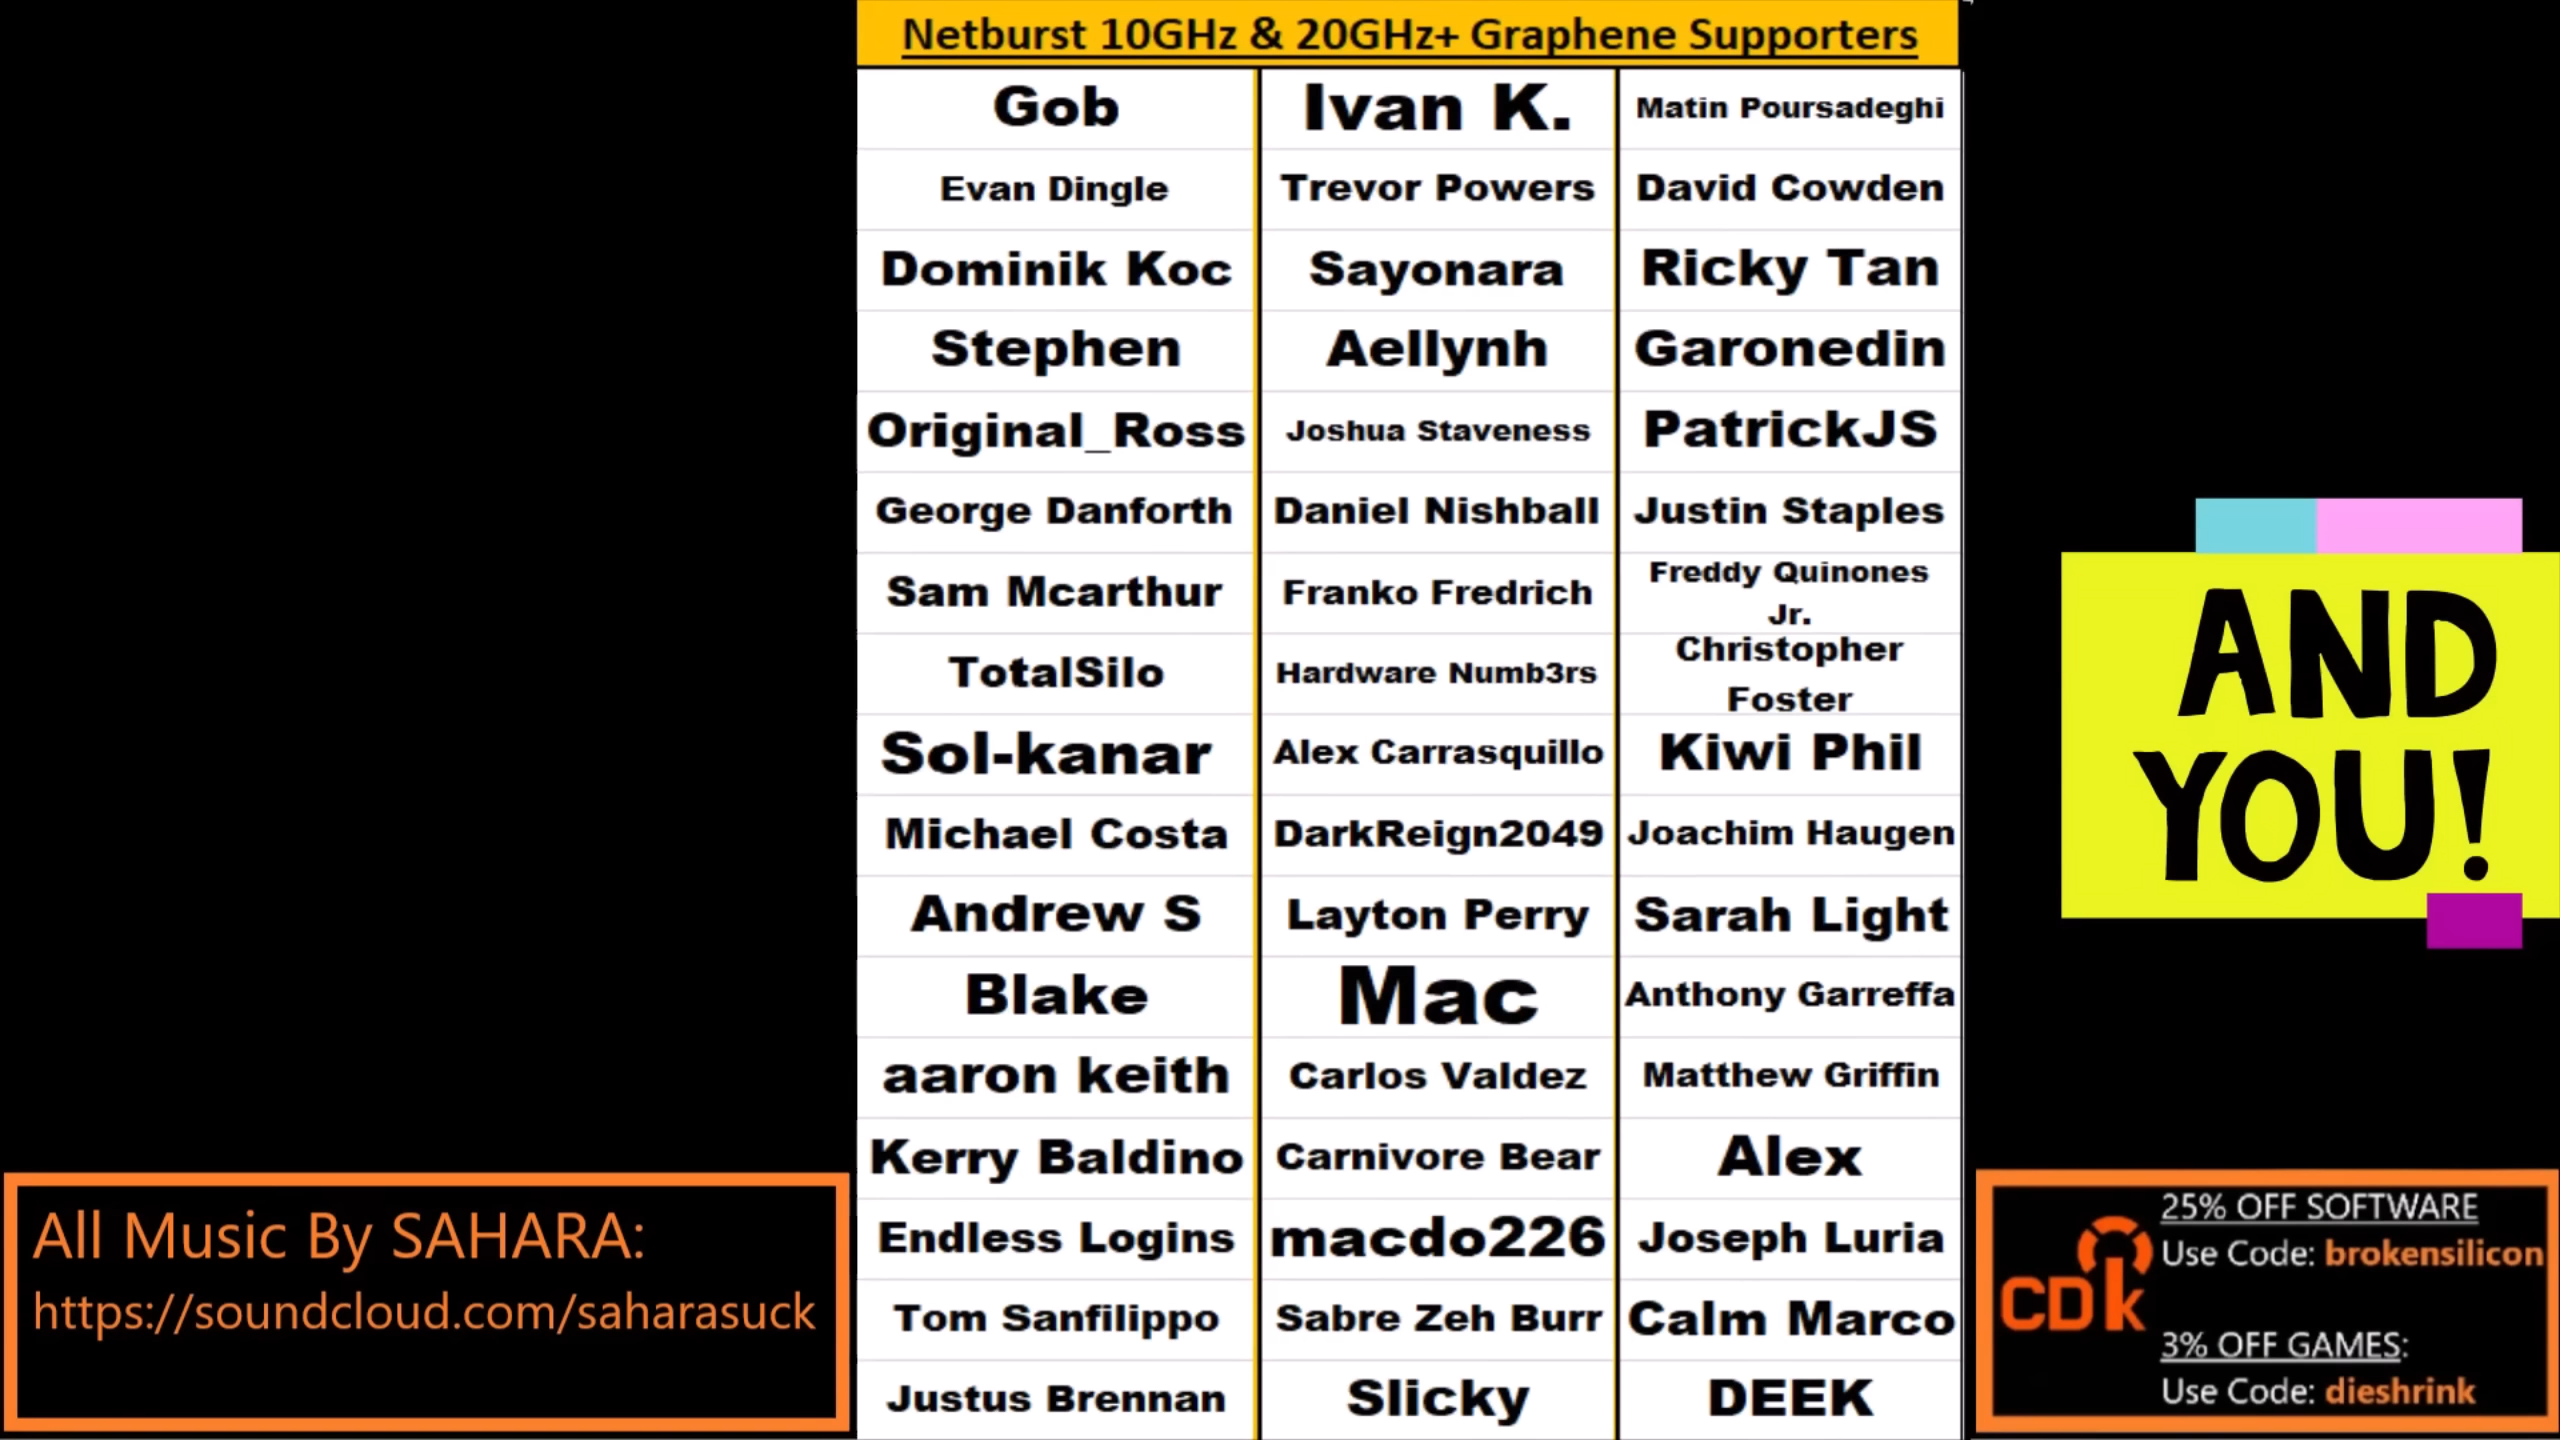 Netburst 10GHz & 20GHz+ Graphene Supporters
Gob Ivan K. Matin Poursadeghi
Evan Dingle Trevor Powers David Cowden
Dominik Koc Sayonara Ricky Tan
Stephen Aellynh Garonedin
Original_Ross Joshua Staveness PatrickJS
George Danforth Daniel Nishball Justin Staples
Sam Mcarthur Franko Fredrich Freddy Quinones
Jr.
TotalSilo Hardware Numb3rs Christopher
Foster
Sol-kanar Alex Carrasquillo Kiwi Phil
Michael Costa DarkReign2049 Joachim Haugen
Andrew S Layton Perry Sarah Light
Blake Mac Anthony Garreffa
aaron keith Carlos Valdez Matthew Griffin
Kerry Baldino Carnivore Bear Alex
Endless Logins macdo226 Joseph Luria
Tom Sanfilippo Sabre Zeh Burr Calm Marco
Justus Brennan Slicky DEEK
AND
YOU!
All Music By SAHARA:
https://soundcloud.com/saharasuck
CDk
25% OFF SOFTWARE
Use Code: brokensilicon
3% OFF GAMES:
Use Code: dieshrink